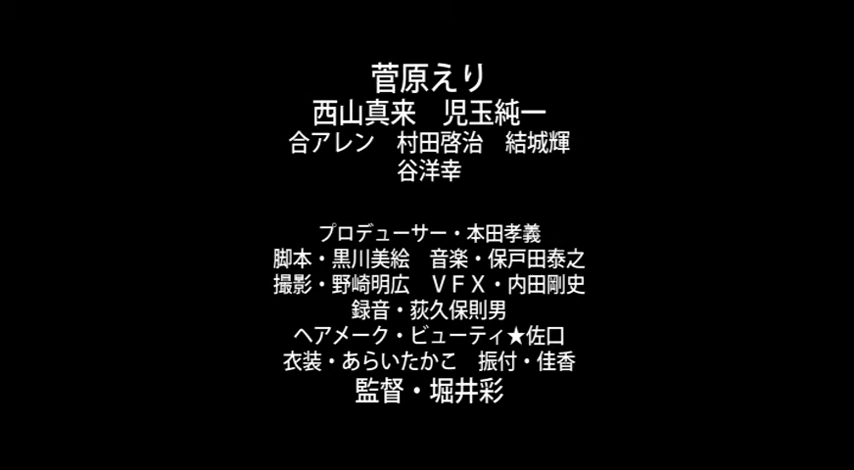 菅原えり
西山真来　児玉純一
合アレン　村田啓治　結城輝
谷洋幸
プロデューサー・本田孝義
脚本・黒川美絵　音楽・保戸田泰之
撮影・野崎明広　ＶＦＸ・内田剛史
録音・荻久保則男
ヘアメーク・ビューティ★佐口
衣装・あらいたかこ　振付・佳香
監督・堀井彩